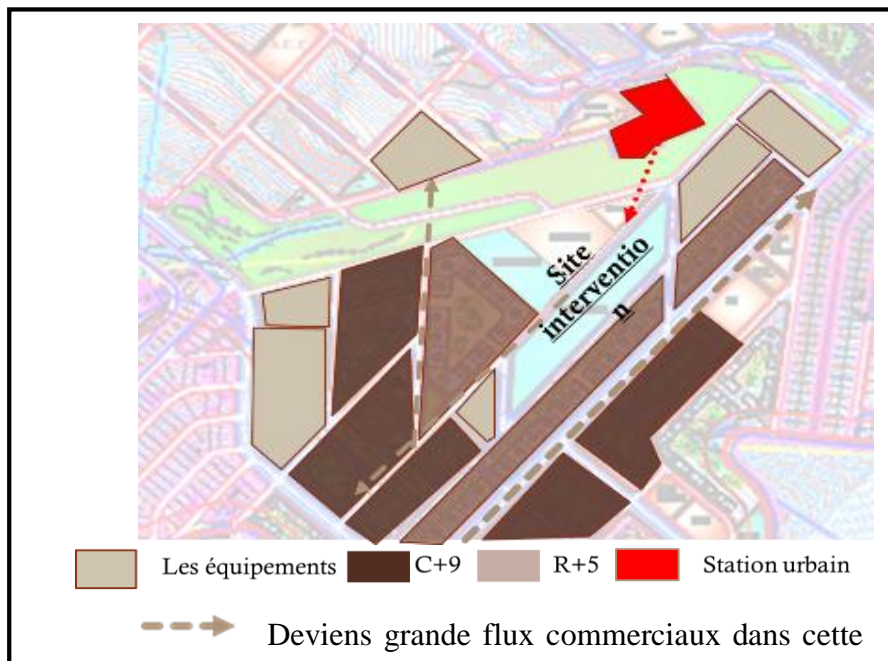 Site
interventio
n
Les équipements C+9 R+5 Station urbain
Deviens grande flux commerciaux dans cette